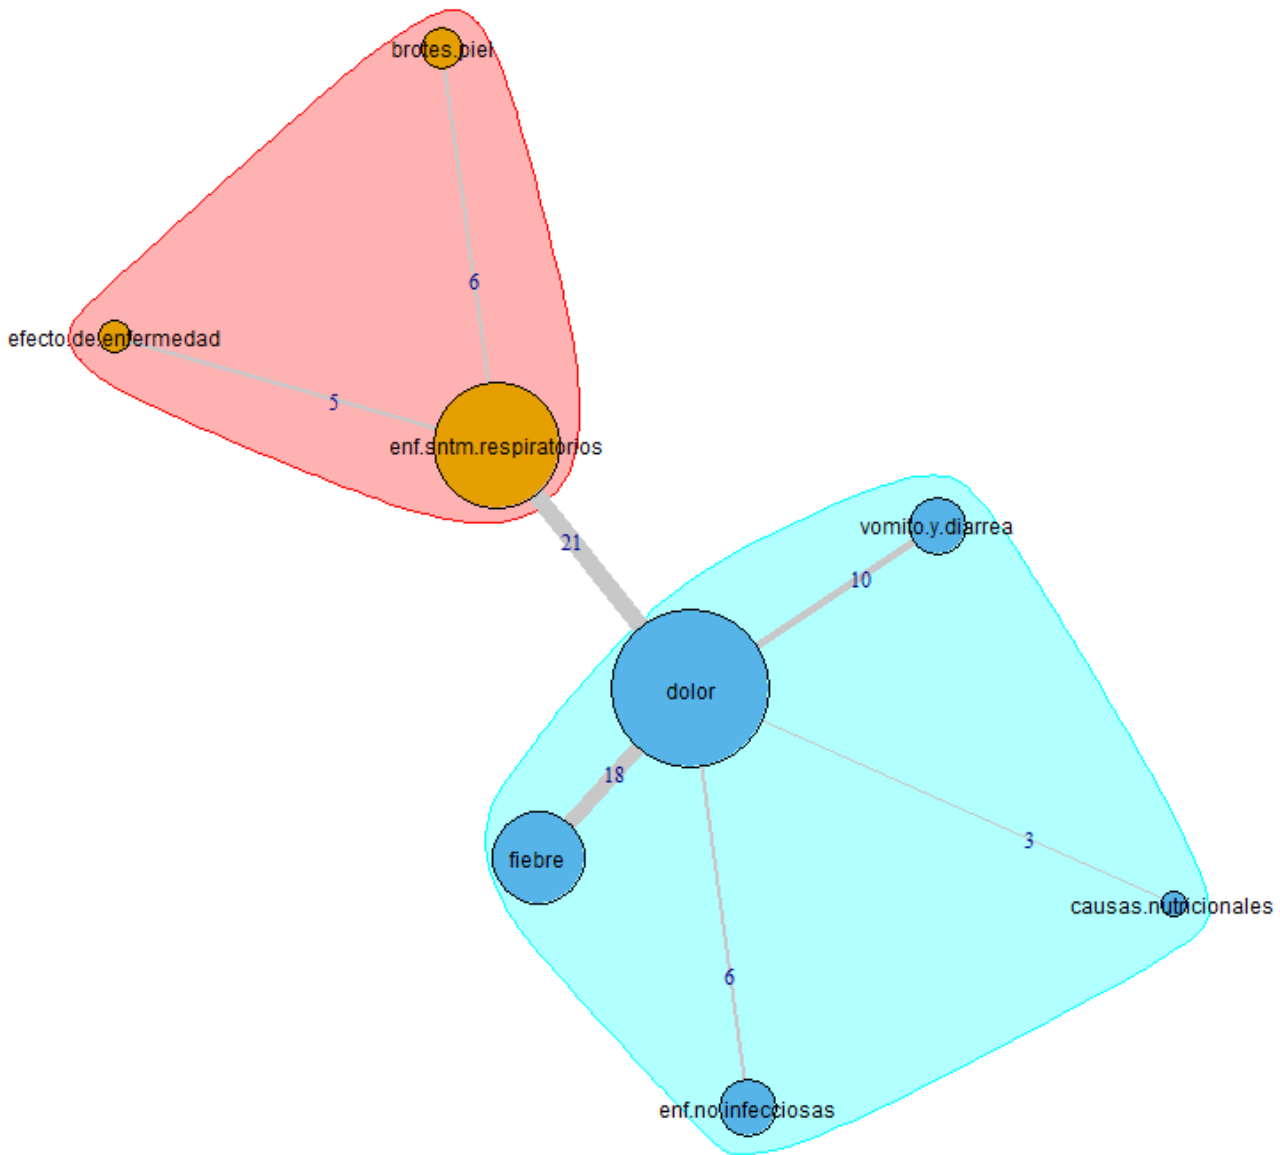 brotes.piel
6
efecto.de.enfermedad
5
enf.sntm.respiratorios
21
vomito.y.diarrea
10
dolor
18
fiebre
3
causas.nutricionales
6
enf.no.infecciosas